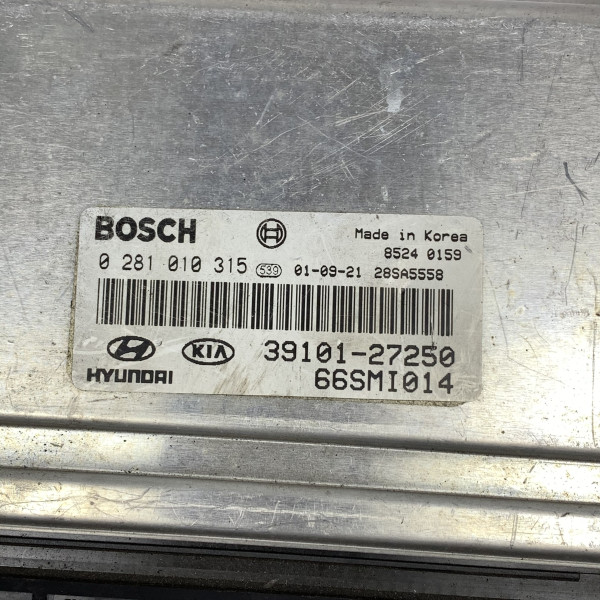 BOSCH
Made in Korea
8524 0159
0 281 010 315 539 01-09-21 28SA5558
HYUNDAI KIA 39101-27250
66SMI014